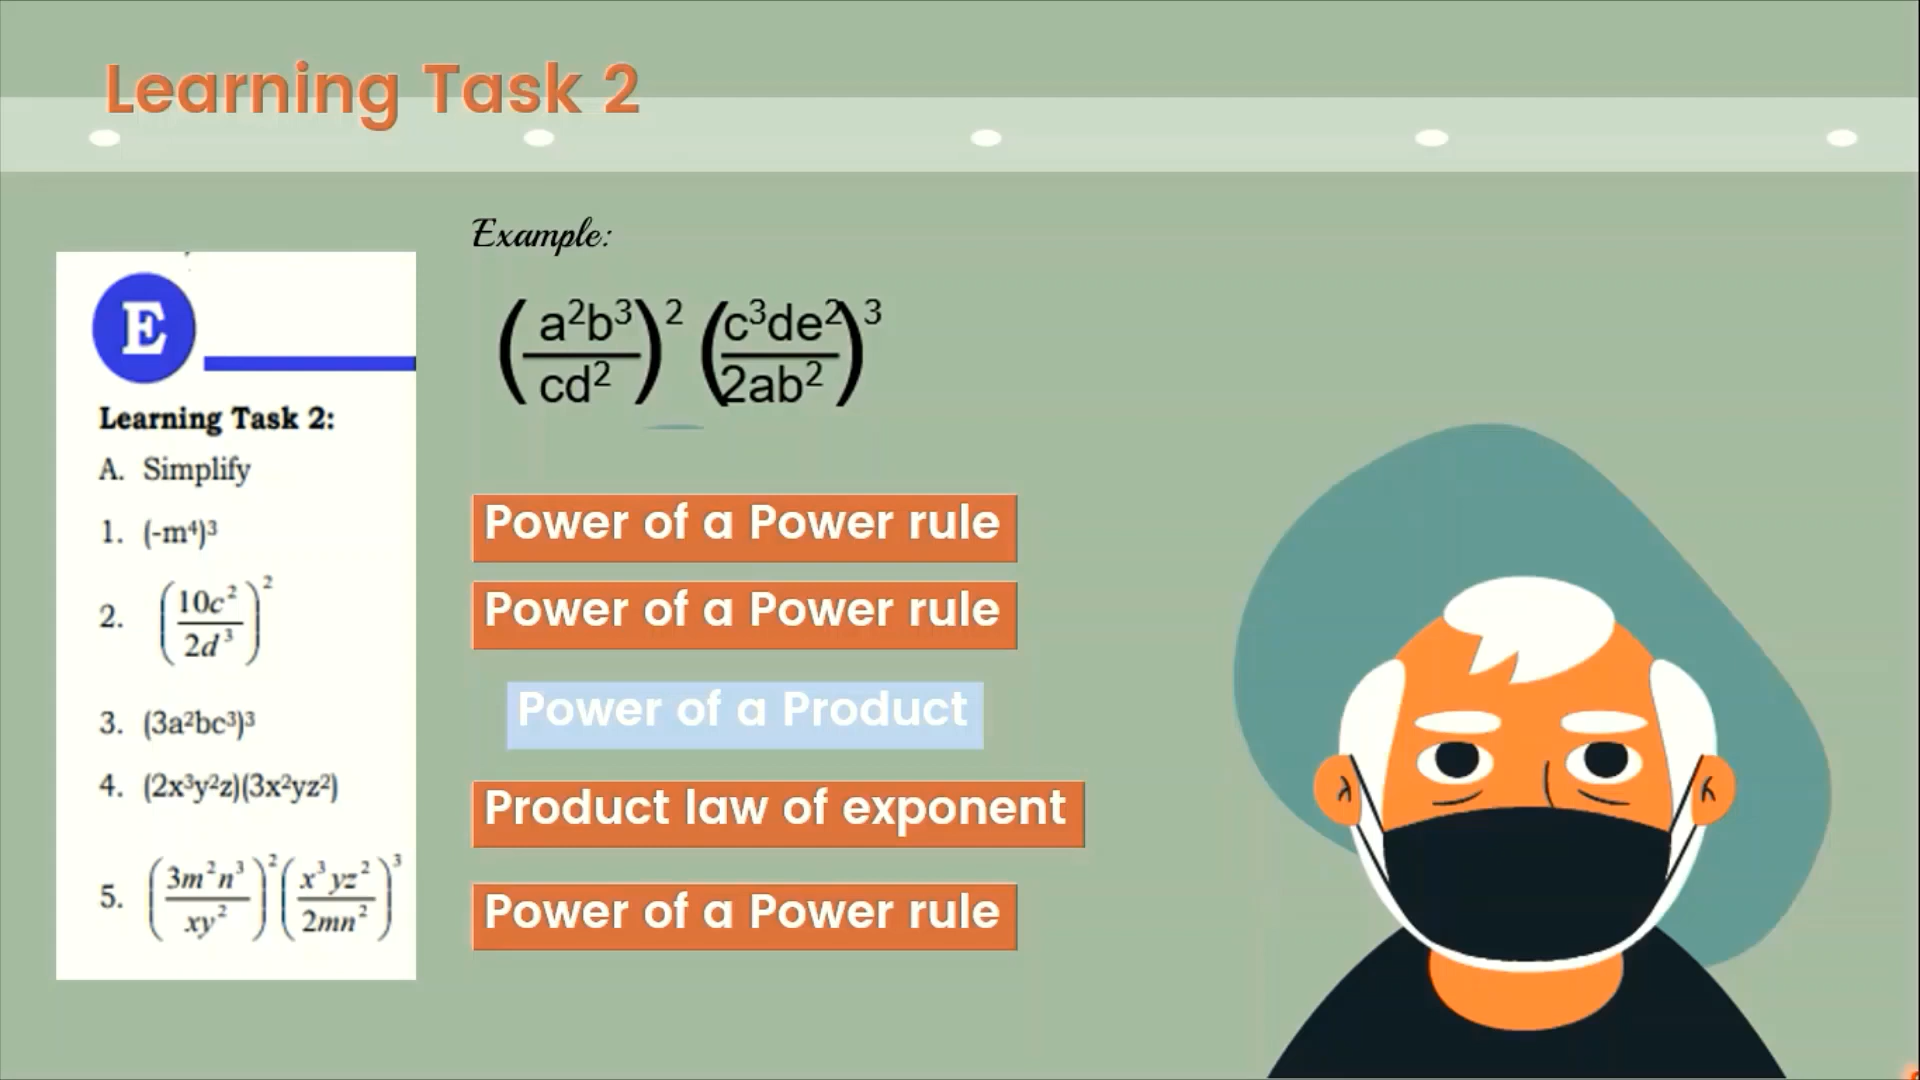 Learning Task 2
Example:
(a²b³/cd²)² (c³de²/2ab²)³
E
Learning Task 2:
A. Simplify
1. (-m⁴)³
2. (10c²/2d³)²
3. (3a²bc³)³
4. (2x³y²z)(3x²yz²)
5. (3m²n³/xy²)² (x³yz²/2mn²)³
Power of a Power rule
Power of a Power rule
Power of a Product
Product law of exponent
Power of a Power rule